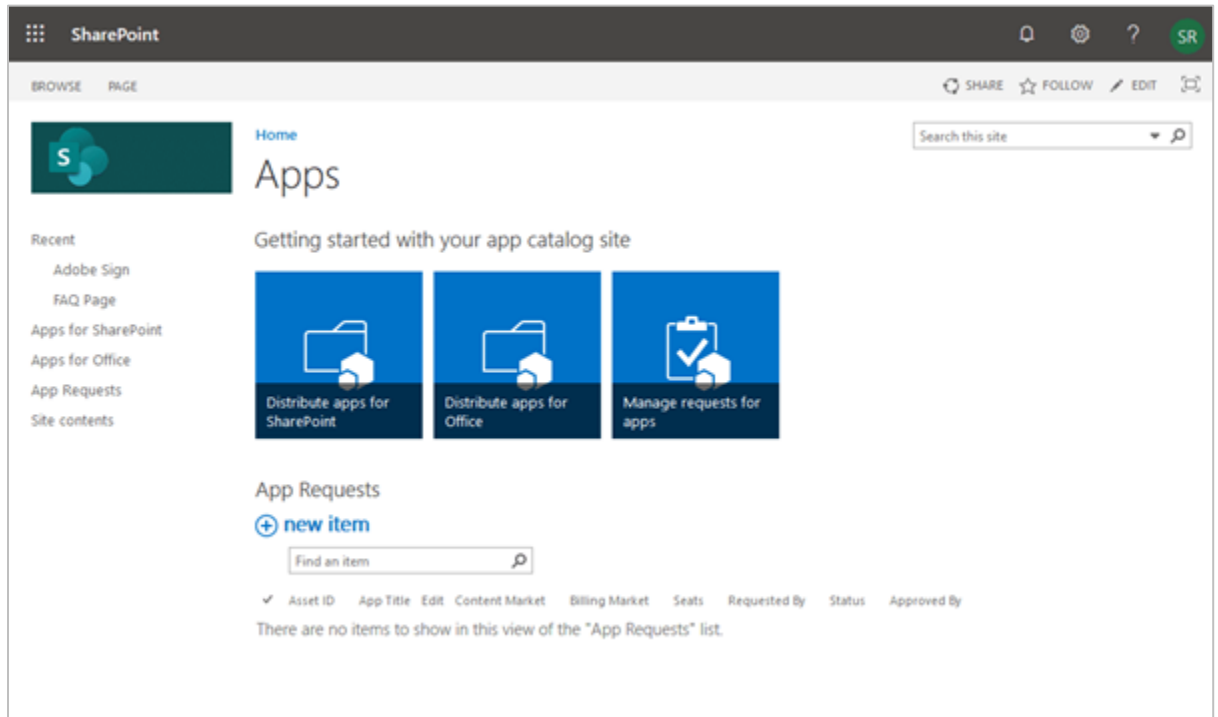 SharePoint
SR
BROWSE PAGE
SHARE FOLLOW EDIT
S
Home
Search this site
Apps
Recent
Adobe Sign
FAQ Page
Apps for SharePoint
Apps for Office
App Requests
Site contents
Getting started with your app catalog site
Distribute apps for
SharePoint
Distribute apps for
Office
Manage requests for
apps
App Requests
new item
Find an item
Asset ID App Title Edit Content Market Billing Market Seats Requested By Status Approved By
There are no items to show in this view of the "App Requests" list.